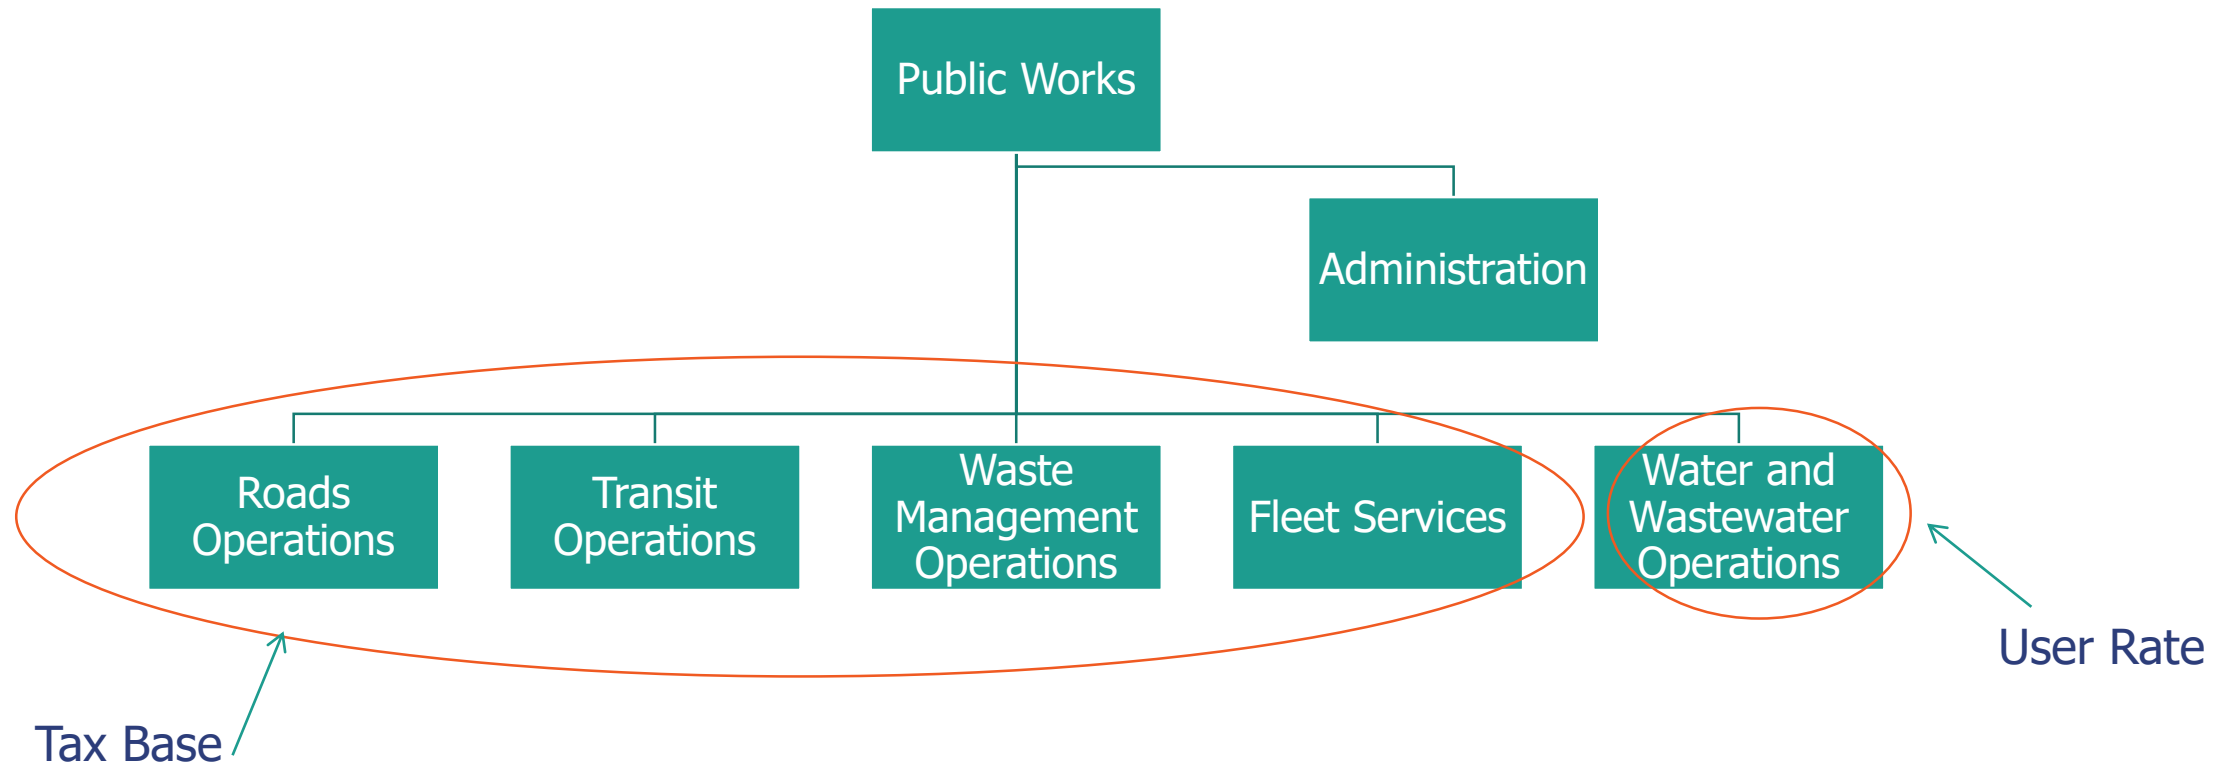 Public Works
Administration
Roads
Operations
Transit
Operations
Waste
Management
Operations
Fleet Services
Water and
Wastewater
Operations
User Rate
Tax Base